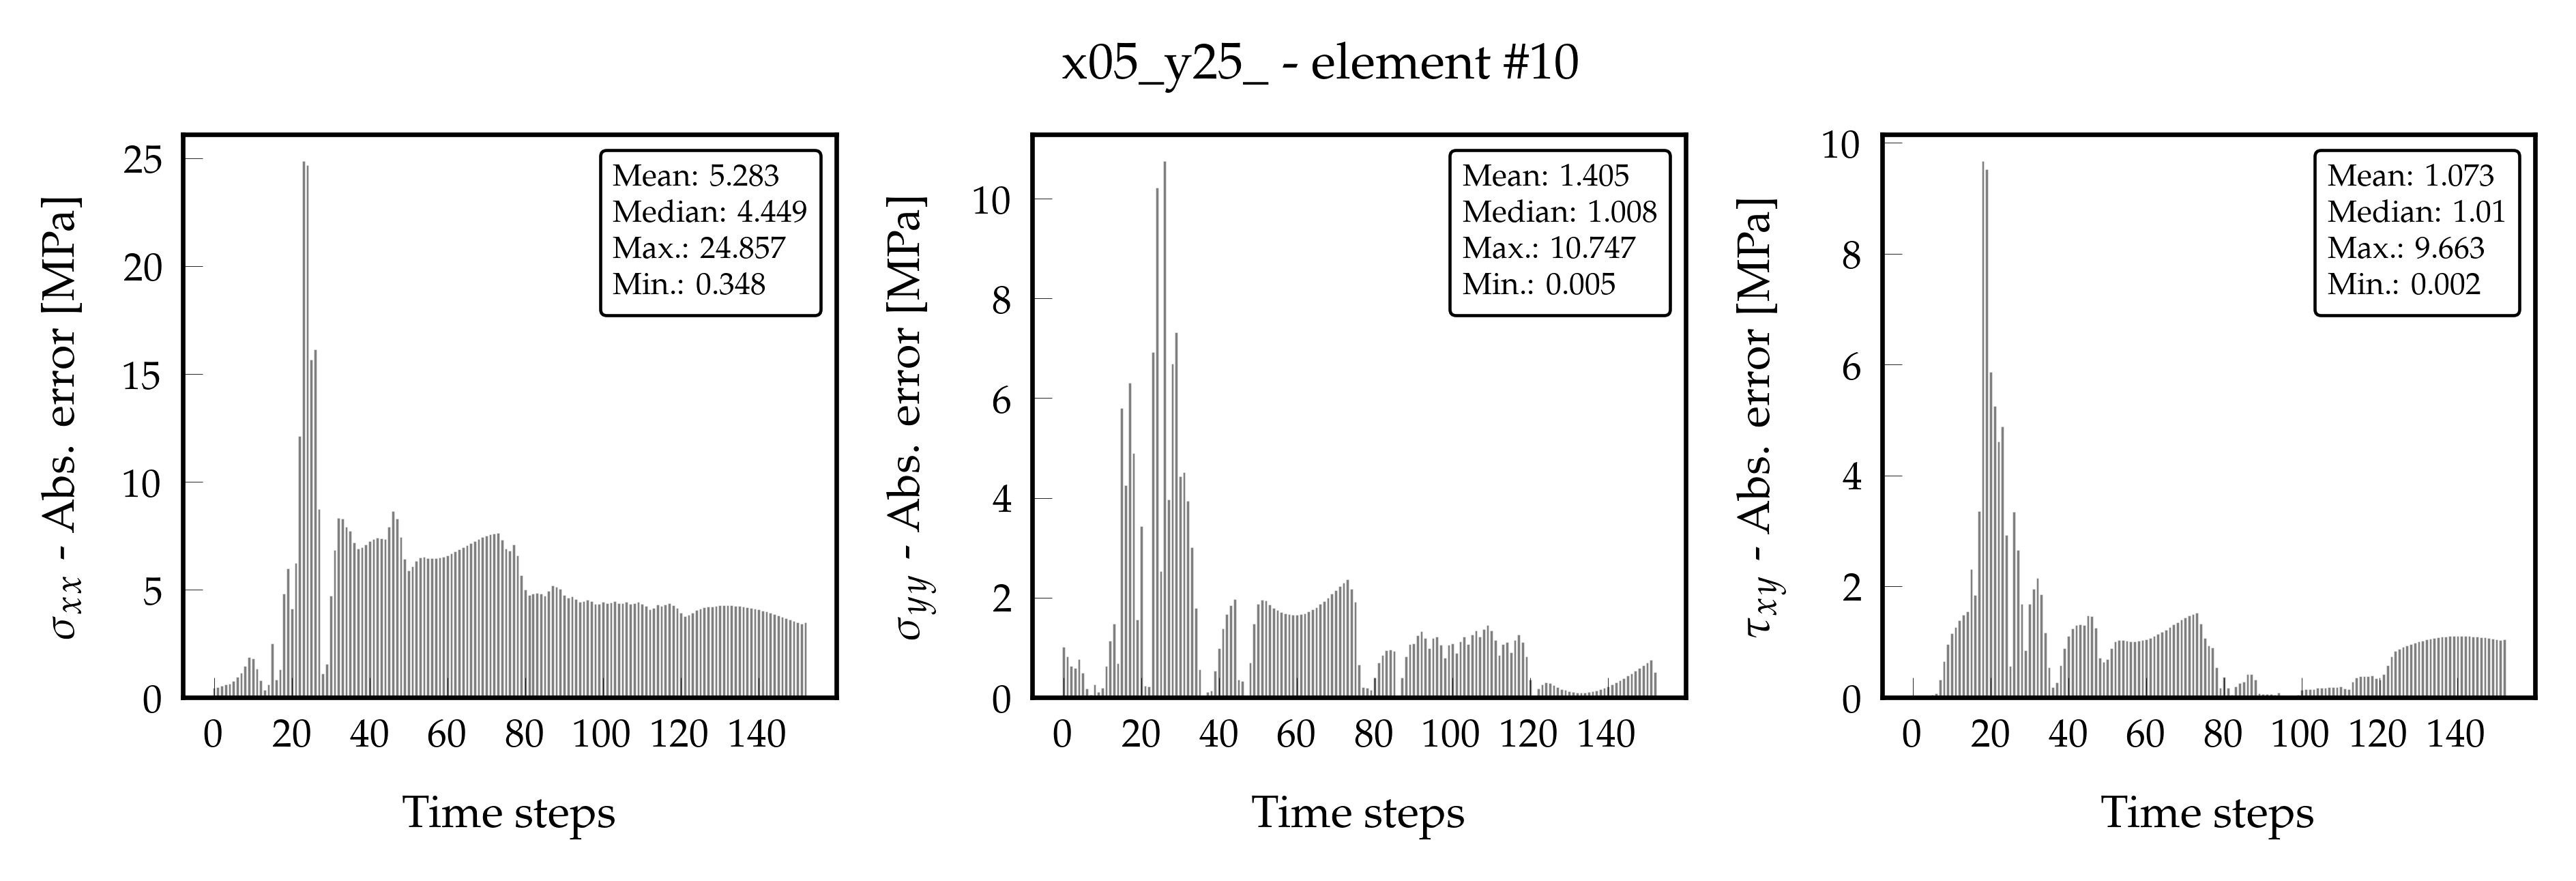 x05_y25_ - element #10
σxx - Abs. error [MPa]
25
20
15
10
5
0
Mean: 5.283
Median: 4.449
Max.: 24.857
Min.: 0.348
0 20 40 60 80 100 120 140
Time steps
σyy - Abs. error [MPa]
10
8
6
4
2
0
Mean: 1.405
Median: 1.008
Max.: 10.747
Min.: 0.005
0 20 40 60 80 100 120 140
Time steps
τxy - Abs. error [MPa]
10
8
6
4
2
0
Mean: 1.073
Median: 1.01
Max.: 9.663
Min.: 0.002
0 20 40 60 80 100 120 140
Time steps